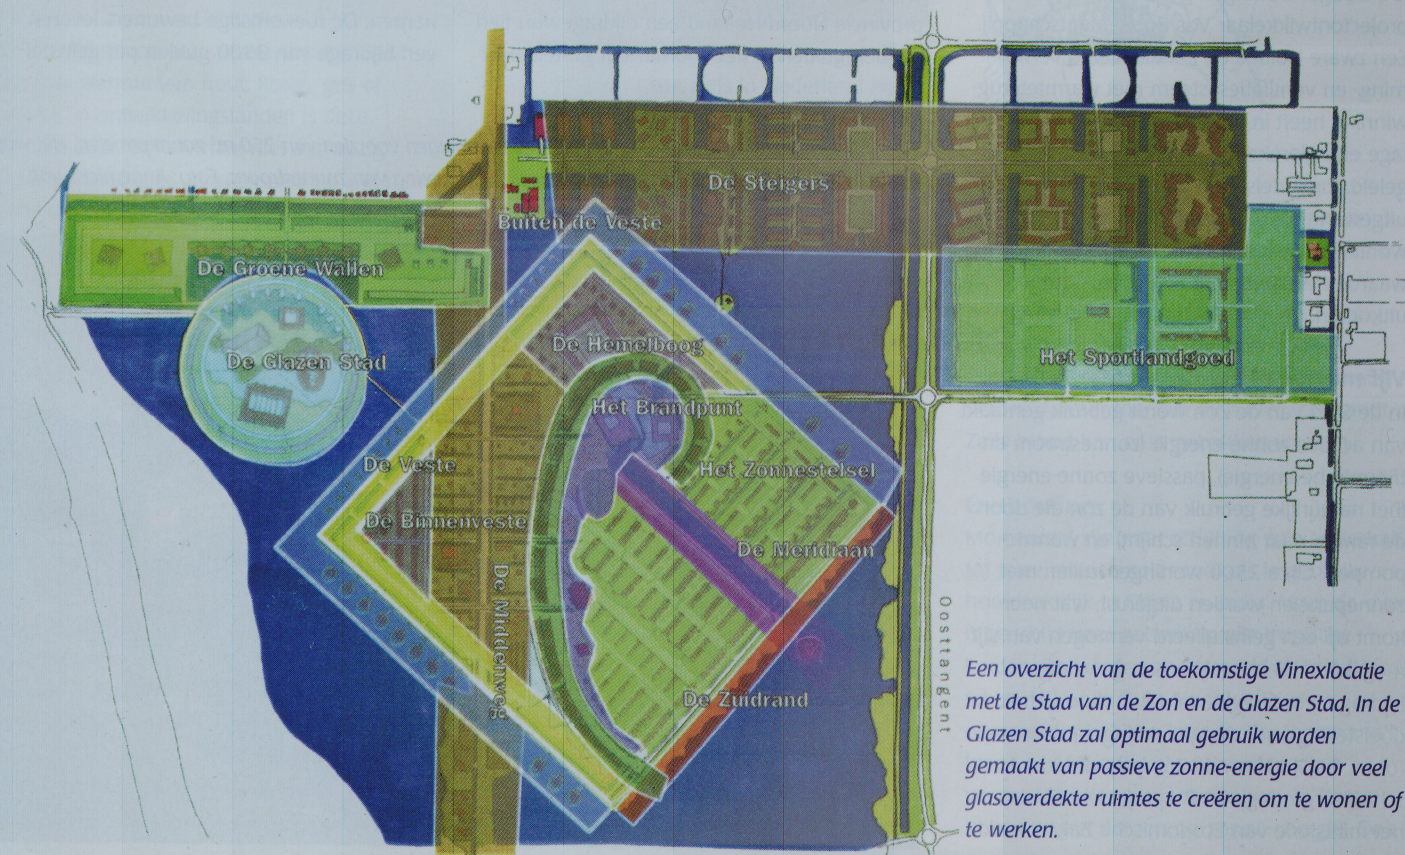 De Steigers
Buiten de Veste
De Groene Wallen
De Hemelboog
De Glazen Stad
Het Sportlandgoed
Het Brandpunt
De Veste
Het Zonnestelsel
De Binnenveste
De Meridiaan
De Middenweg
De Zuidrand
Oosttangent
Een overzicht van de toekomstige Vinexlocatie
met de Stad van de Zon en de Glazen Stad. In de
Glazen Stad zal optimaal gebruik worden
gemaakt van passieve zonne-energie door veel
glasoverdekte ruimtes te creëren om te wonen of
te werken.